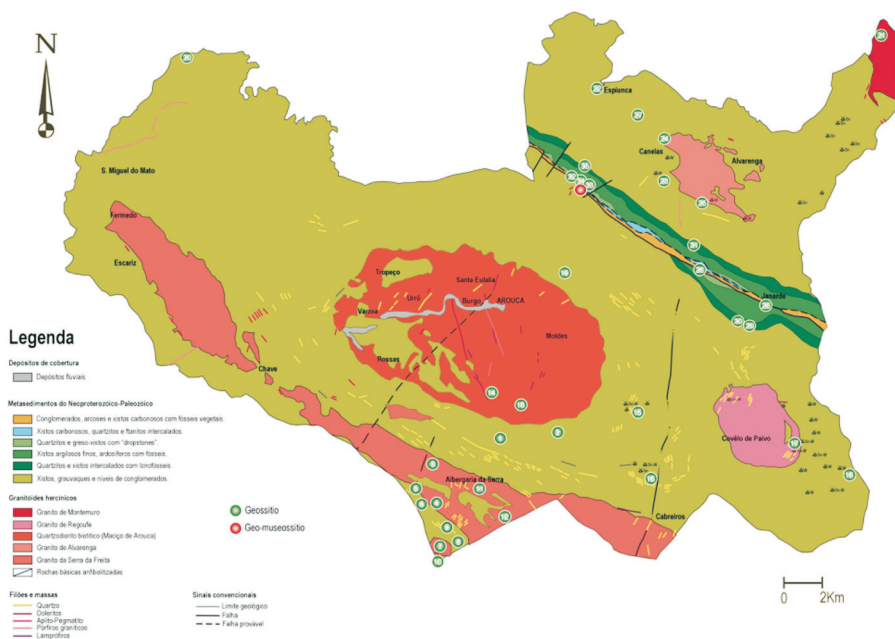 N
Espiunca
Canelas
Alvarenga
S. Miguel do Mato
Fermedo
Escariz
Tropeço
Santa Eulalia
Urrô
Burgo
AROUCA
Varzea
Moldes
Rossas
Janarde
Chave
Covêlo de Paivó
Albergaria da Serra
Cabreiros
Legenda
Depósitos de cobertura
Depósitos fluviais
Metasedimentos do Neoproterozóico-Paleozóico
Conglomerados, arcoses e xistos carbonosos com fósseis vegetais.
Xistos carbonosos, quartzitos e ftanitos intercalados.
Quartzitos e greso-xistos com "dropstones".
Xistos argilosos finos, ardosíferos com fósseis.
Quartzitos e xistos intercalados com icnofósseis.
Xistos, grauvaques e níveis de conglomerados.
Granitóides hercínicos
Granito de Montemuro
Granito de Regoufe
Quartzodiorito biotítico (Maciço de Arouca)
Granito de Alvarenga
Granito da Serra da Freita
Rochas básicas anfibolitizadas
Geossítio
Geo-museossítio
Filões e massas
Quartzo
Doleritos
Aplito-Pegmatito
Pórfiros graníticos
Lamprófiros
Sinais convencionais
Limite geológico
Falha
Falha provável
0 2Km